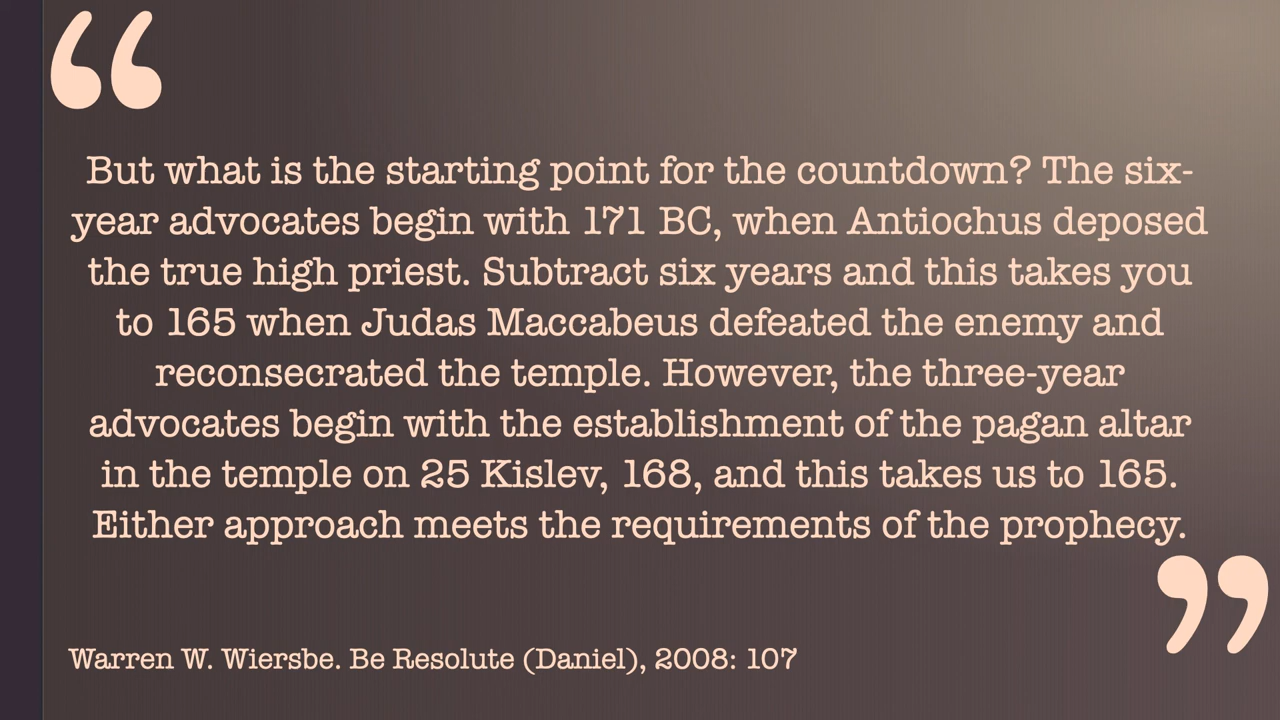 “
But what is the starting point for the countdown? The six-
year advocates begin with 171 BC, when Antiochus deposed
the true high priest. Subtract six years and this takes you
to 165 when Judas Maccabeus defeated the enemy and
reconsecrated the temple. However, the three-year
advocates begin with the establishment of the pagan altar
in the temple on 25 Kislev, 168, and this takes us to 165.
Either approach meets the requirements of the prophecy.
”
Warren W. Wiersbe. Be Resolute (Daniel), 2008: 107